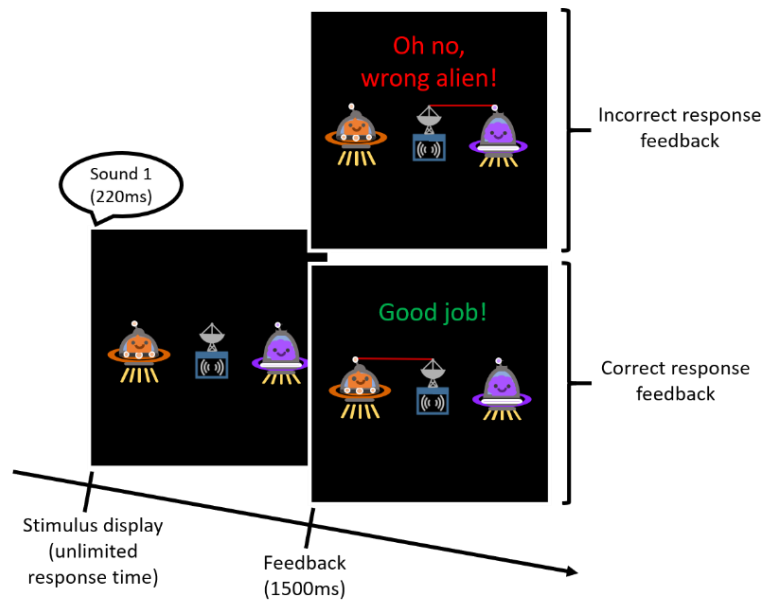 Oh no,
wrong alien!
Incorrect response
feedback
Sound 1
(220ms)
Good job!
Correct response
feedback
Stimulus display
(unlimited
response time)
Feedback
(1500ms)